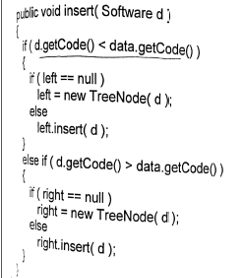 public void insert( Software d )
{
if ( d.getCode() < data.getCode() )
{
if ( left == null )
left = new TreeNode( d );
else
left.insert( d );
}
else if ( d.getCode() > data.getCode() )
{
if ( right == null )
right = new TreeNode( d );
else
right.insert( d );
}
}